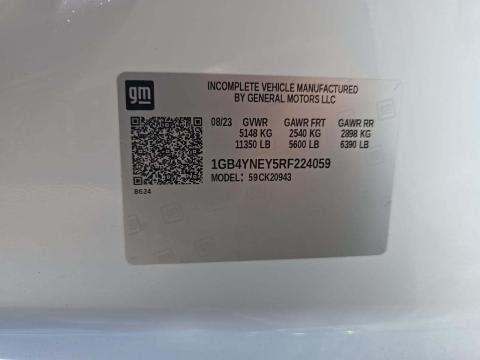 gm
INCOMPLETE VEHICLE MANUFACTURED
BY GENERAL MOTORS LLC
08/23 GVWR GAWR FRT GAWR RR
5148 KG 2540 KG 2898 KG
11350 LB 5600 LB 6390 LB
1GB4YNEY5RF224059
MODEL: 59CK20943
8624